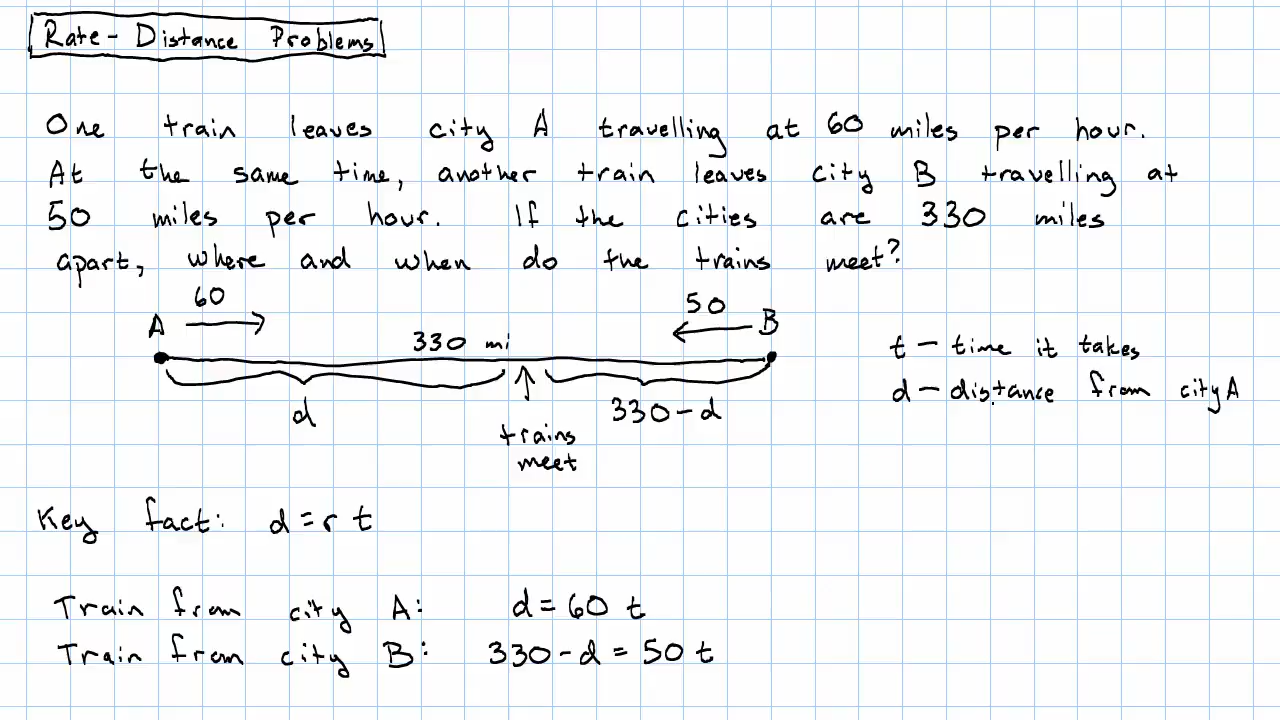 Rate- Distance Problems
One train leaves city A travelling at 60 miles per hour.
At the same time, another train leaves city B travelling at
50 miles per hour. If the cities are 330 miles
apart, where and when do the trains meet?
60
50
A
B
330 mi
t - time it takes
d - distance from city A
d
330-d
trains
meet
Key fact: d = r t
Train from city A: d = 60 t
Train from city B: 330-d = 50 t